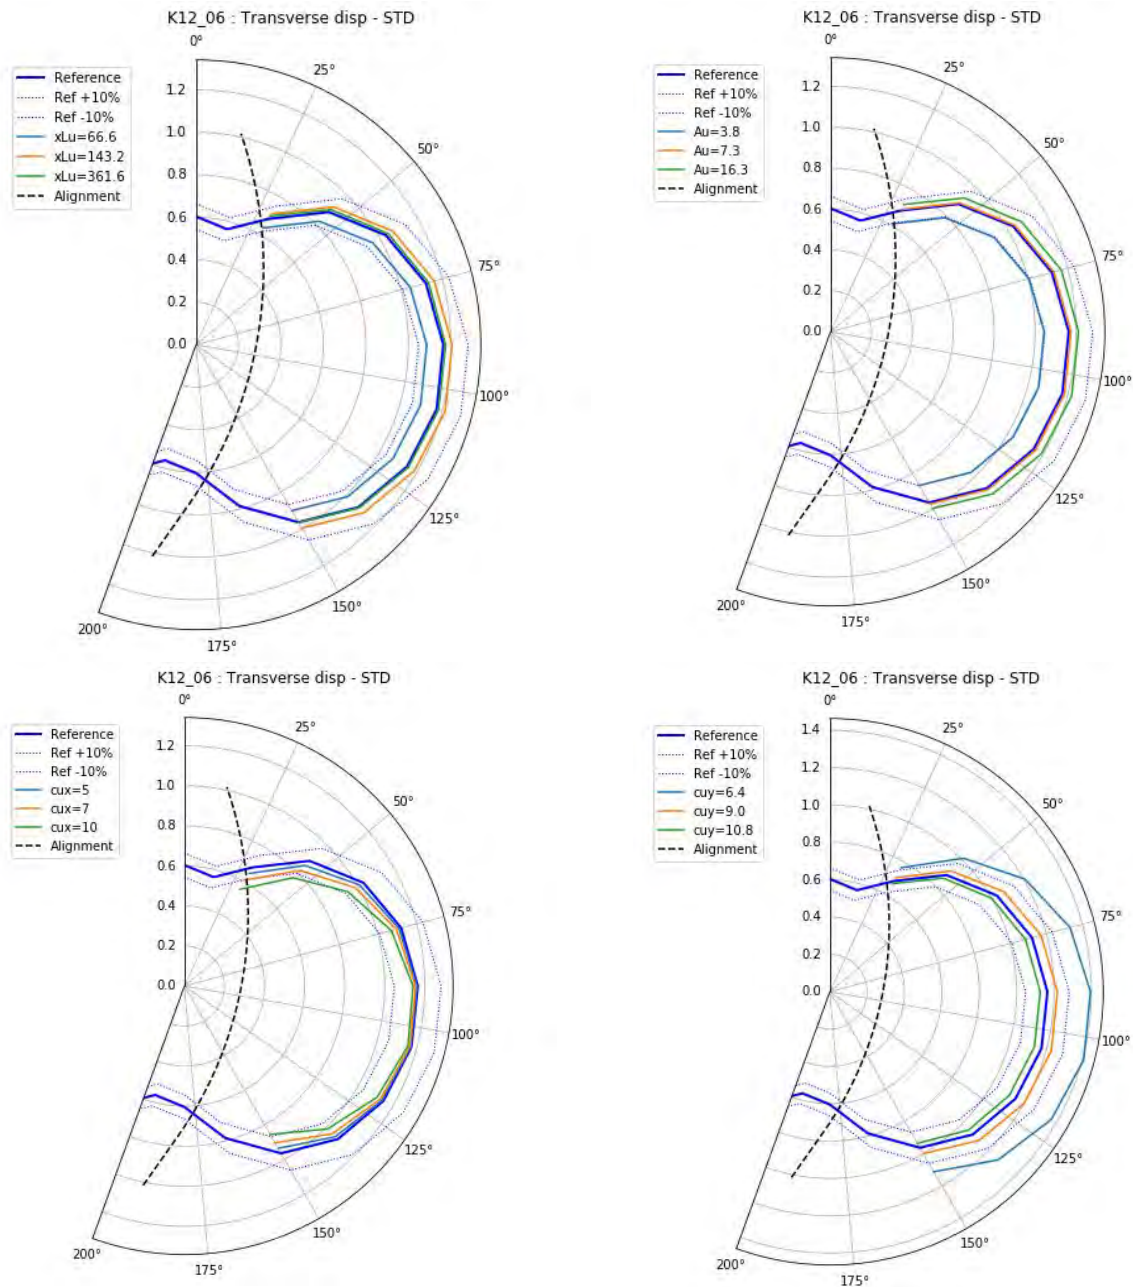 K12_06 : Transverse disp - STD
0°
25°
50°
75°
100°
125°
150°
175°
200°
1.2
1.0
0.8
0.6
0.4
0.2
0.0
Reference
Ref +10%
Ref -10%
xLu=66.6
xLu=143.2
xLu=361.6
Alignment
K12_06 : Transverse disp - STD
0°
25°
50°
75°
100°
125°
150°
175°
200°
1.2
1.0
0.8
0.6
0.4
0.2
0.0
Reference
Ref +10%
Ref -10%
Au=3.8
Au=7.3
Au=16.3
Alignment
K12_06 : Transverse disp - STD
0°
25°
50°
75°
100°
125°
150°
175°
200°
1.2
1.0
0.8
0.6
0.4
0.2
0.0
Reference
Ref +10%
Ref -10%
cux=5
cux=7
cux=10
Alignment
K12_06 : Transverse disp - STD
0°
25°
50°
75°
100°
125°
150°
175°
200°
1.4
1.2
1.0
0.8
0.6
0.4
0.2
0.0
Reference
Ref +10%
Ref -10%
cuy=6.4
cuy=9.0
cuy=10.8
Alignment